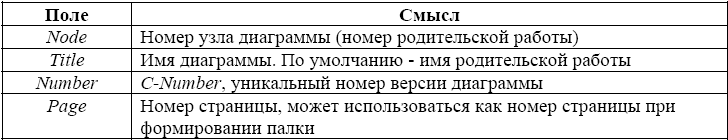 Поле Смысл
Node Номер узла диаграммы (номер родительской работы)
Title Имя диаграммы. По умолчанию - имя родительской работы
Number C-Number, уникальный номер версии диаграммы
Page Номер страницы, может использоваться как номер страницы при
формировании палки